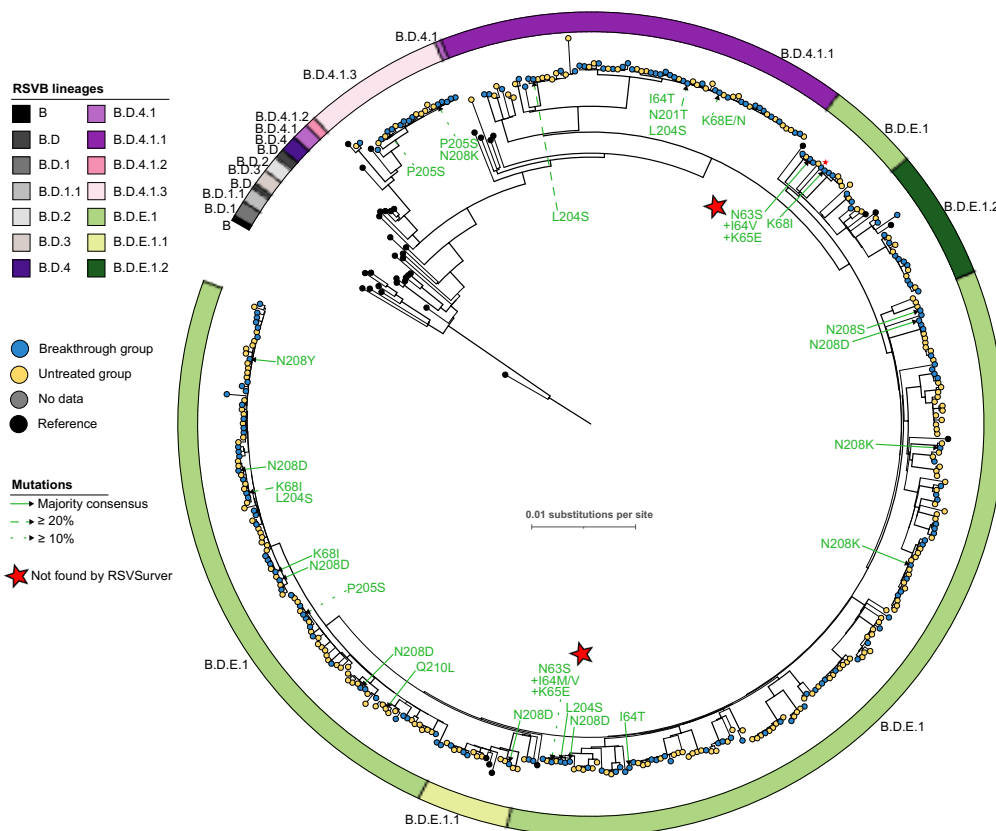 RSVB lineages
B
B.D
B.D.1
B.D.1.1
B.D.2
B.D.3
B.D.4
B.D.4.1
B.D.4.1.1
B.D.4.1.2
B.D.4.1.3
B.D.E.1
B.D.E.1.1
B.D.E.1.2
Breakthrough group
Untreated group
No data
Reference
Mutations
Majority consensus
≥ 20%
≥ 10%
Not found by RSVSurver
B
B.D.1
B.D.1.1
B.D
B.D.3
B.D.2
B.D
B.D.4
B.D.4.1
B.D.4.1.2
B.D.4.1.3
B.D.4.1
B.D.4.1.1
B.D.E.1
B.D.E.1.2
B.D.E.1
B.D.E.1.1
B.D.E.1
P205S
P205S
N208K
L204S
I64T
N201T
L204S
K68E/N
N63S
+I64V
+K65E
K68I
N208S
N208D
N208K
N208K
I64T
L204S
N208D
N63S
+I64M/V
+K65E
N208D
Q210L
N208D
P205S
N208D
K68I
K68I
L204S
N208D
N208Y
0.01 substitutions per site